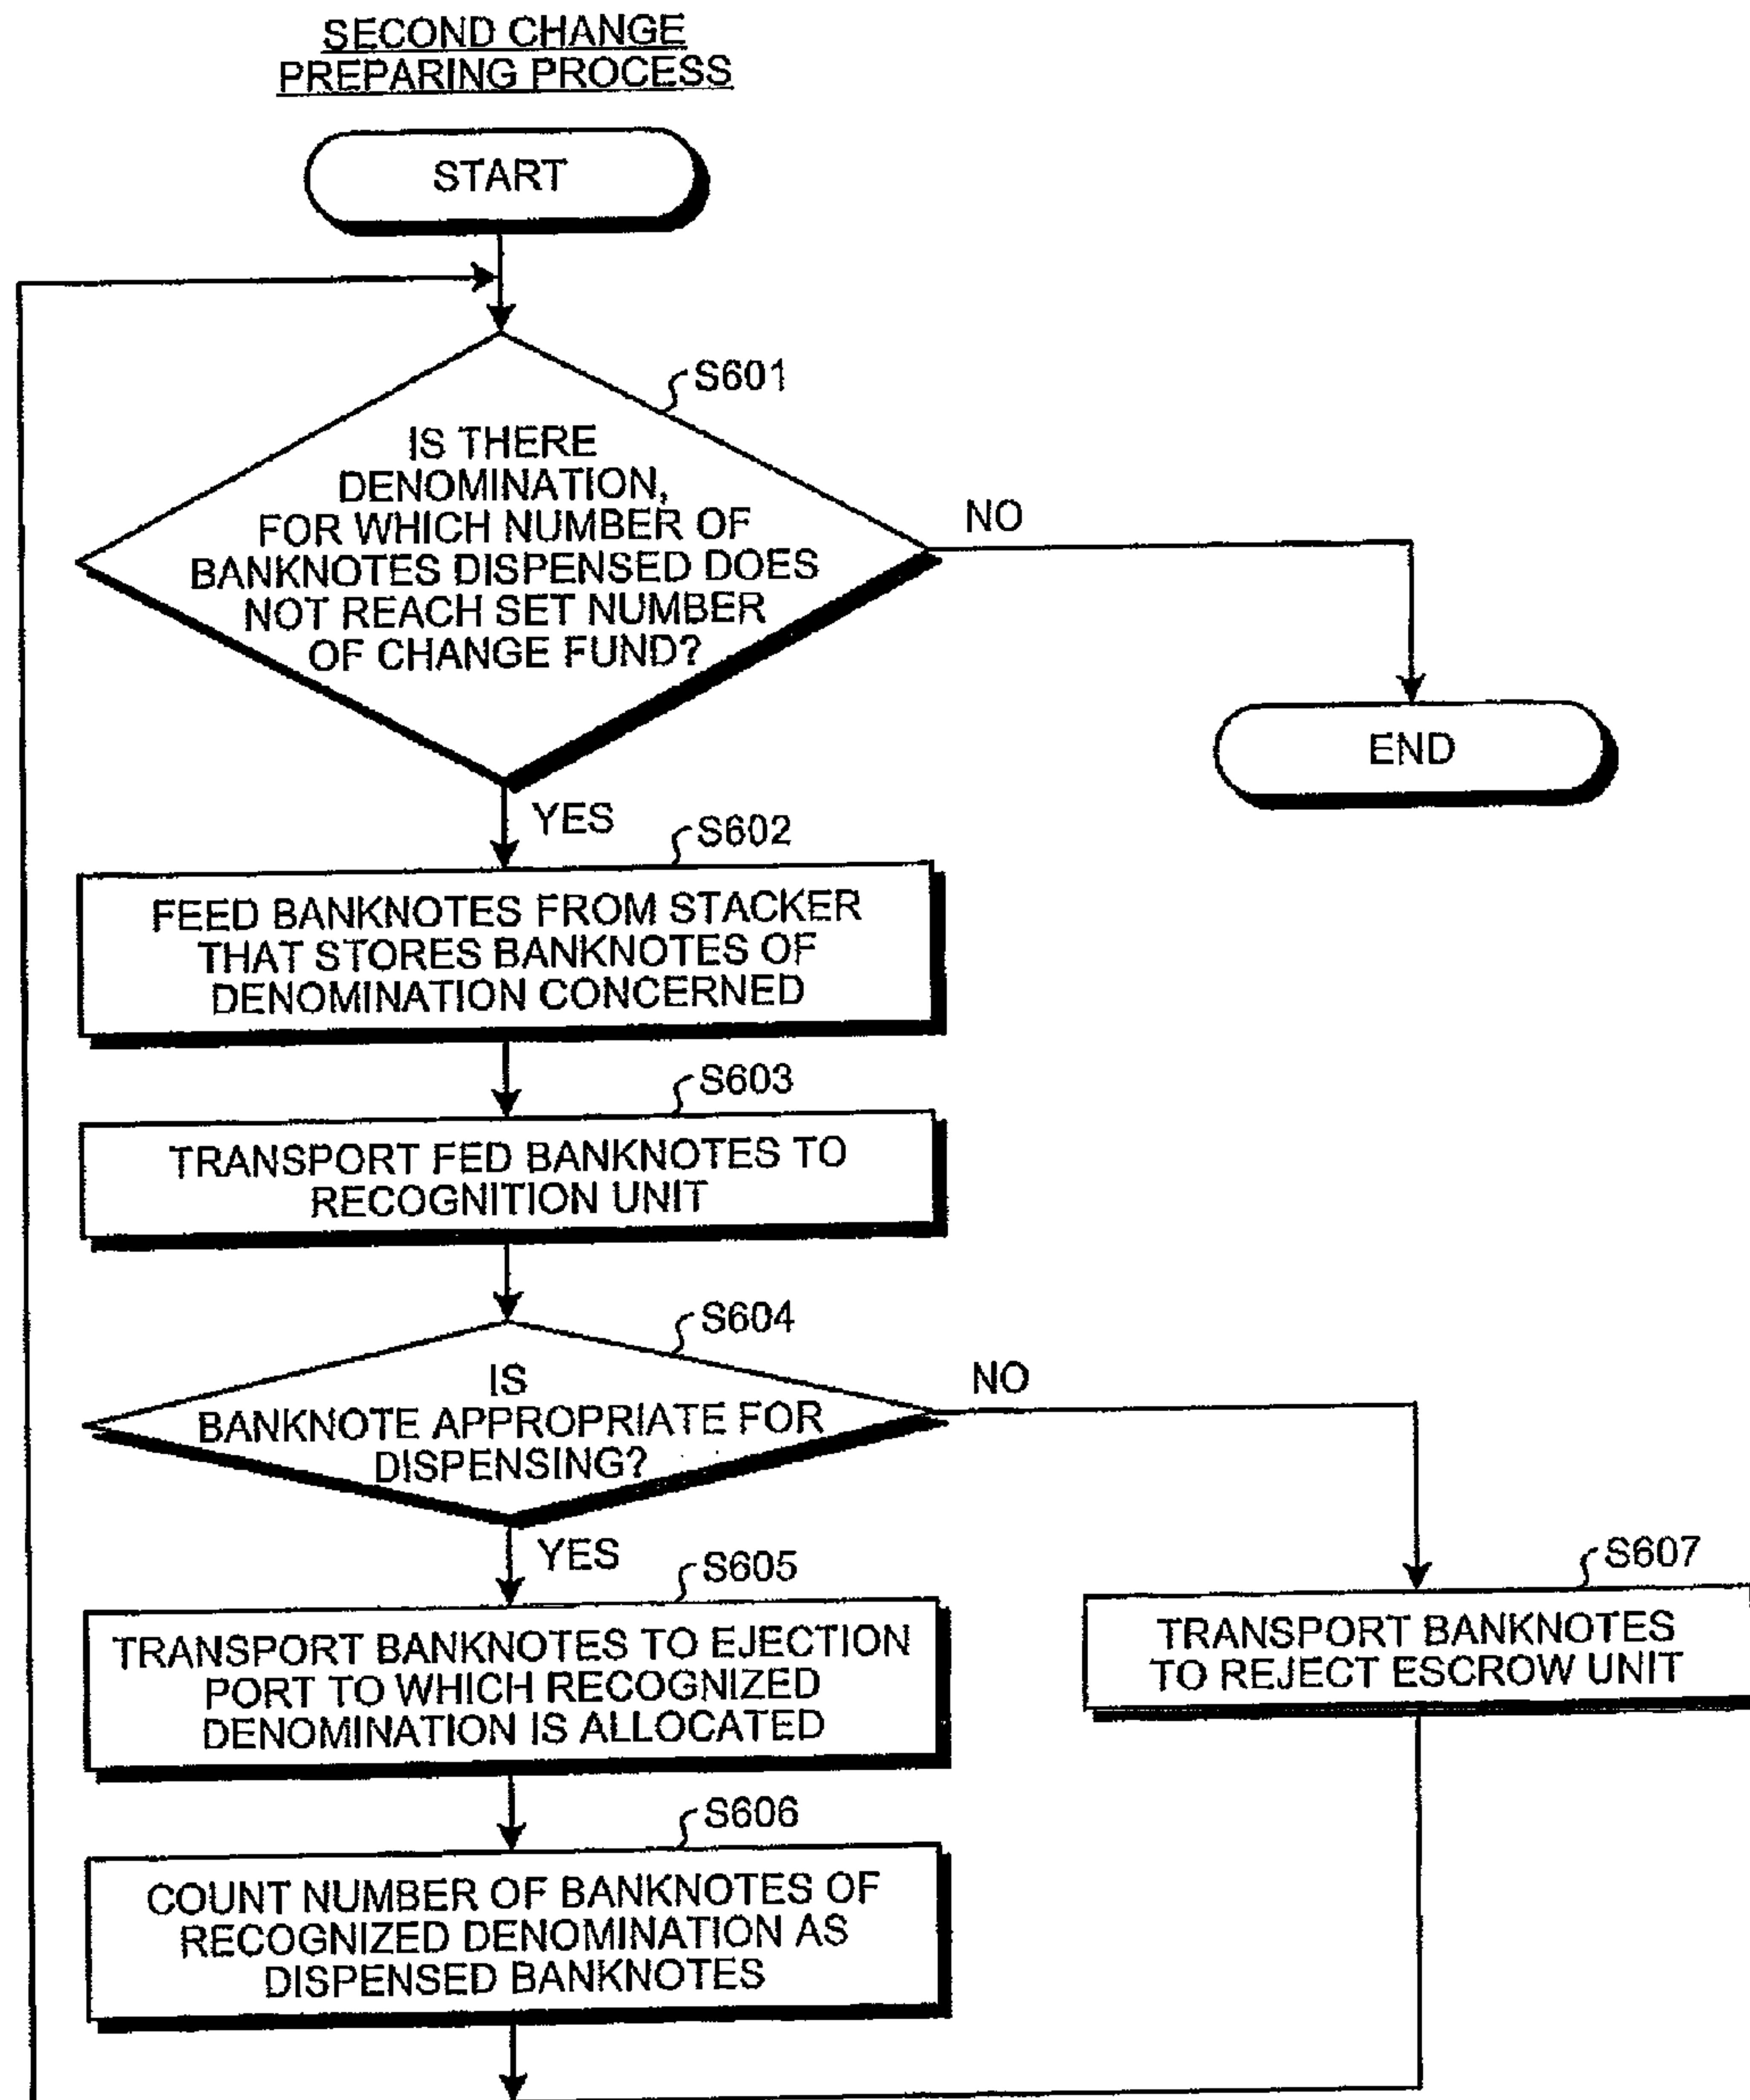 SECOND CHANGE
PREPARING PROCESS
START
S601
IS THERE
DENOMINATION,
FOR WHICH NUMBER OF
BANKNOTES DISPENSED DOES
NOT REACH SET NUMBER
OF CHANGE FUND?
NO
END
YES
S602
FEED BANKNOTES FROM STACKER
THAT STORES BANKNOTES OF
DENOMINATION CONCERNED
S603
TRANSPORT FED BANKNOTES TO
RECOGNITION UNIT
S604
IS
BANKNOTE APPROPRIATE FOR
DISPENSING?
NO
YES
S605
TRANSPORT BANKNOTES TO EJECTION
PORT TO WHICH RECOGNIZED
DENOMINATION IS ALLOCATED
S607
TRANSPORT BANKNOTES
TO REJECT ESCROW UNIT
S606
COUNT NUMBER OF BANKNOTES OF
RECOGNIZED DENOMINATION AS
DISPENSED BANKNOTES